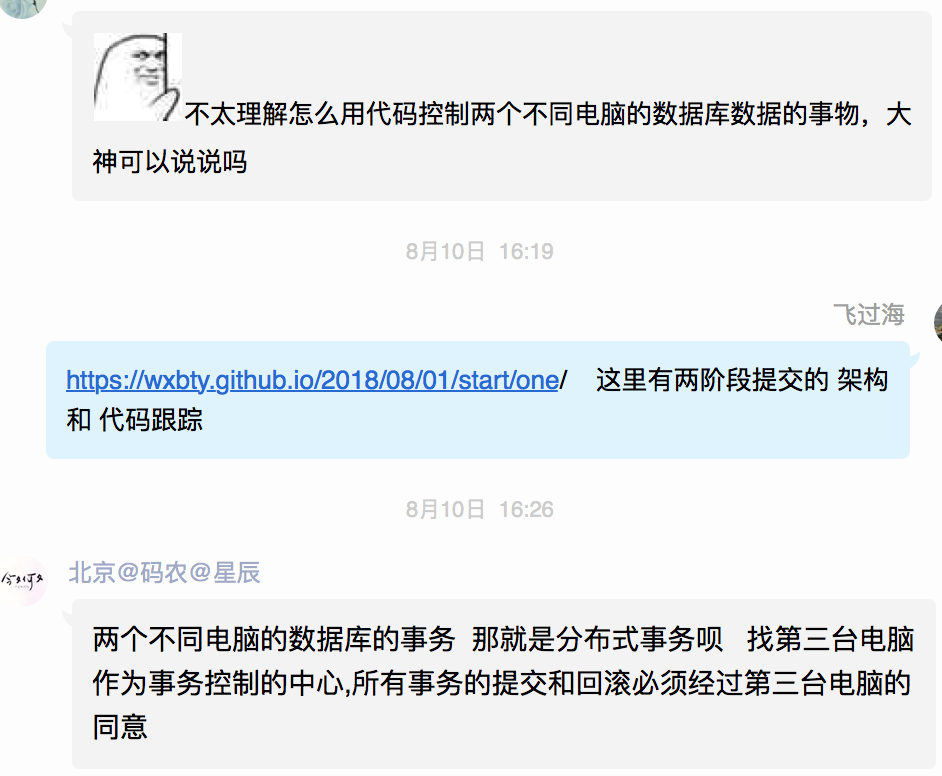 不太理解怎么用代码控制两个不同电脑的数据库数据的事物，大
神可以说说吗
8月10日 16:19
飞过海
https://wxbty.github.io/2018/08/01/start/one/ 这里有两阶段提交的 架构
和 代码跟踪
8月10日 16:26
今夕何夕
北京@码农@星辰
两个不同电脑的数据库的事务 那就是分布式事务呗 找第三台电脑
作为事务控制的中心,所有事务的提交和回滚必须经过第三台电脑的
同意